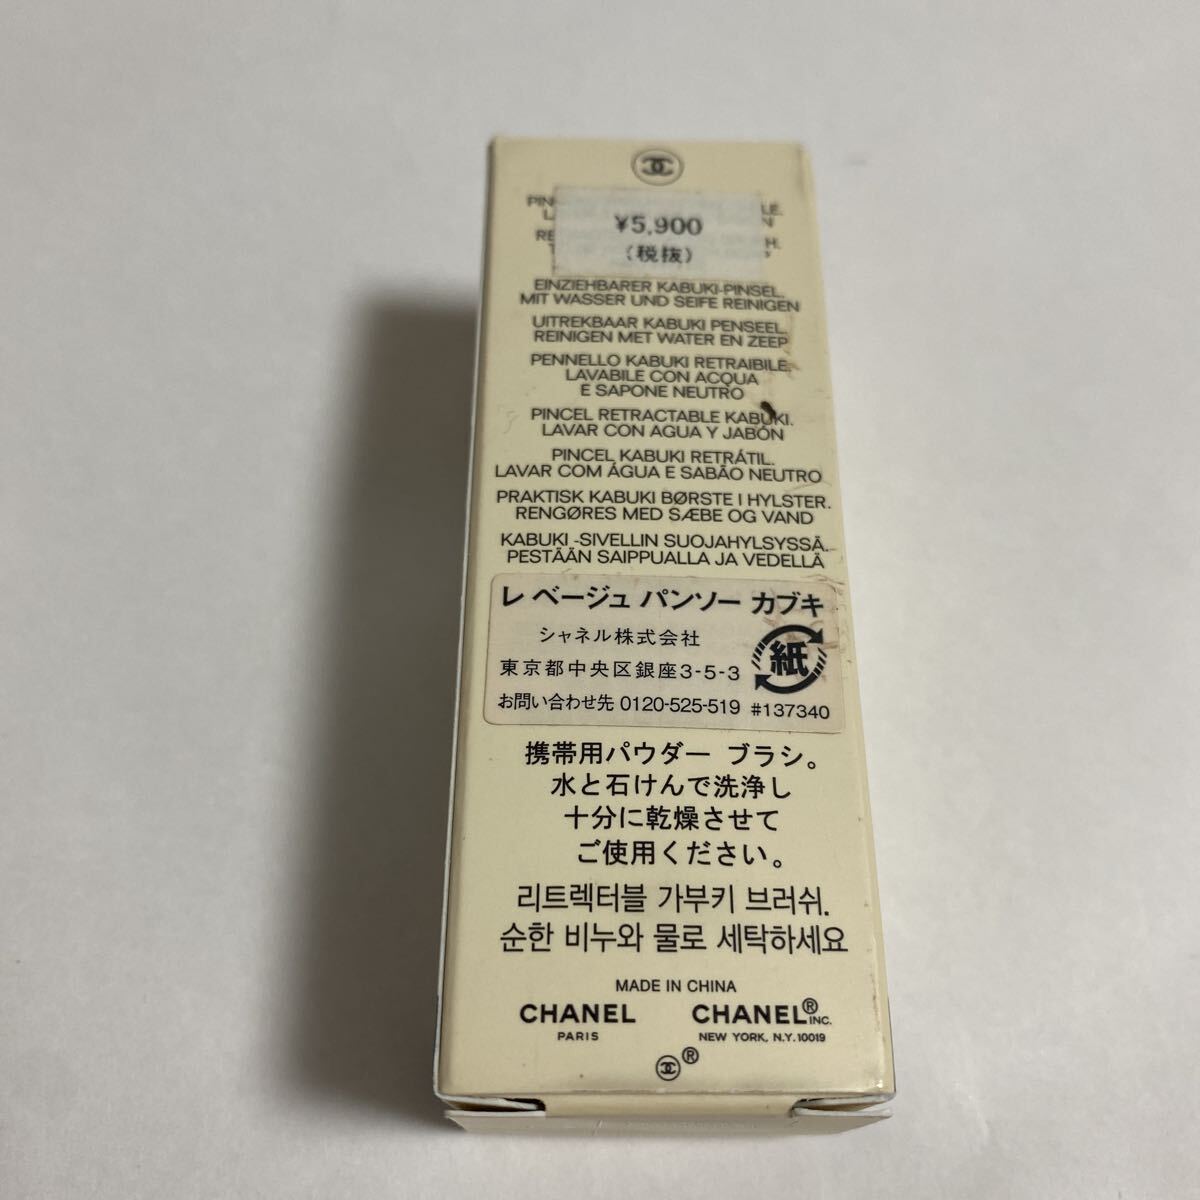 ¥5,900
(税抜)
EINZIEHBARER KABUKI-PINSEL.
MIT WASSER UND SEIFE REINIGEN
UITREKBAAR KABUKI PENSEEL.
REINIGEN MET WATER EN ZEEP
PENNELLO KABUKI RETRAIBILE.
LAVABILE CON ACQUA
E SAPONE NEUTRO
PINCEL RETRACTABLE KABUKI.
LAVAR CON AGUA Y JABÓN
PINCEL KABUKI RETRÁTIL.
LAVAR COM ÁGUA E SABÃO NEUTRO
PRAKTISK KABUKI BØRSTE I HYLSTER.
RENGØRES MED SÆBE OG VAND
KABUKI -SIVELLIN SUOJAHYLSYSSÄ.
PESTÄÄN SAIPPUALLA JA VEDELLÄ
レ ベージュ パンソー カブキ
シャネル株式会社
東京都中央区銀座3-5-3
紙
お問い合わせ先 0120-525-519 #137340
携帯用パウダー ブラシ。
水と石けんで洗浄し
十分に乾燥させて
ご使用ください。
리트렉터블 가부키 브러쉬.
순한 비누와 물로 세탁하세요
MADE IN CHINA
CHANEL
PARIS
CHANEL® INC.
NEW YORK, N.Y. 10019
®